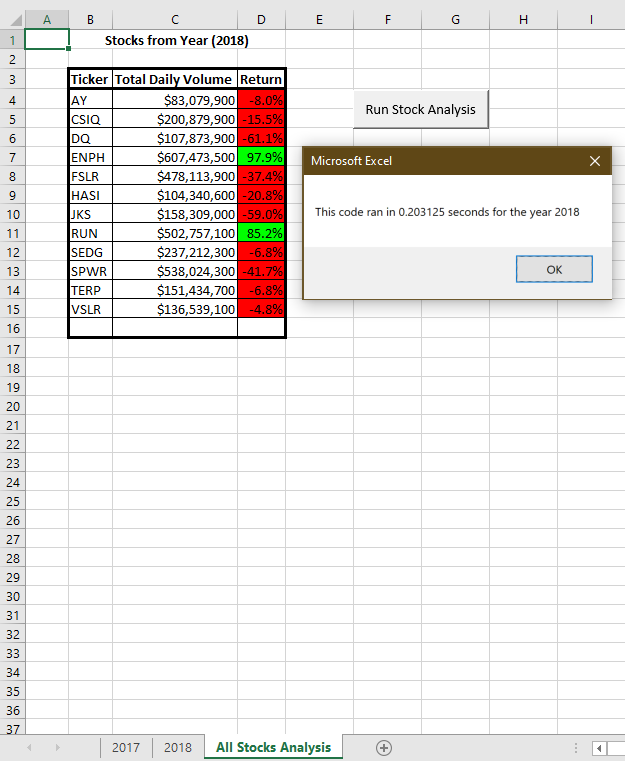 A B C D E F G H I
1 Stocks from Year (2018)
2
3 Ticker Total Daily Volume Return
4 AY $83,079,900 -8.0%
5 CSIQ $200,879,900 -15.5%
6 DQ $107,873,900 -61.1%
7 ENPH $607,473,500 97.9%
8 FSLR $478,113,900 -37.4%
9 HASI $104,340,600 -20.8%
10 JKS $158,309,000 -59.0%
11 RUN $502,757,100 85.2%
12 SEDG $237,212,300 -6.8%
13 SPWR $538,024,300 -41.7%
14 TERP $151,434,700 -6.8%
15 VSLR $136,539,100 -4.8%
16
17
18
19
20
21
22
23
24
25
26
27
28
29
30
31
32
33
34
35
36
37
Run Stock Analysis
Microsoft Excel
This code ran in 0.203125 seconds for the year 2018
OK
2017 2018 All Stocks Analysis